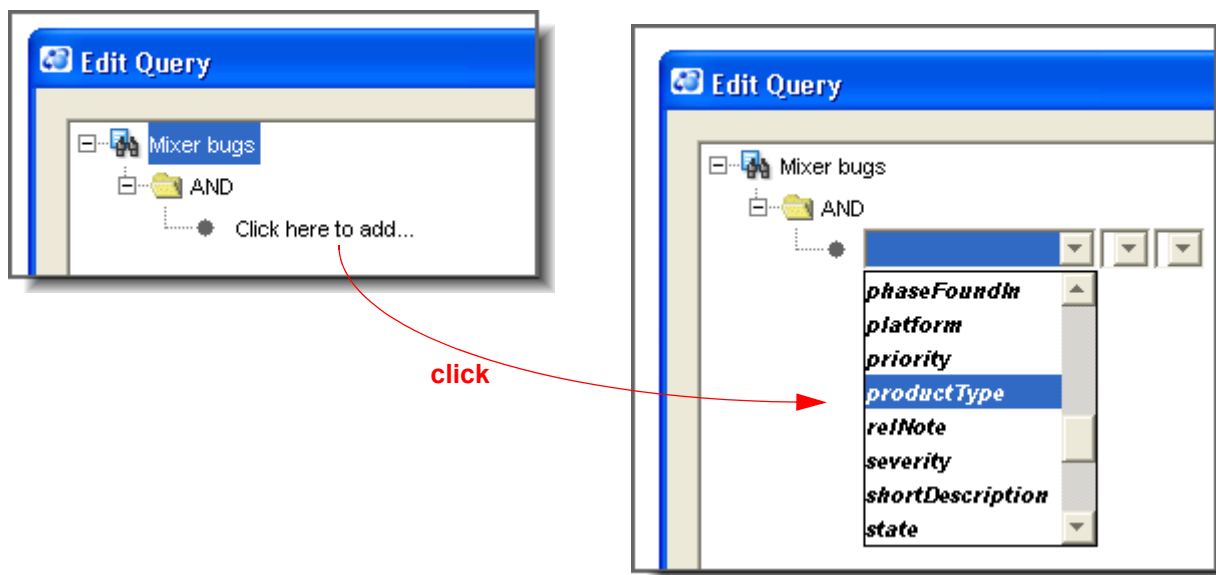 Edit Query
Mixer bugs
AND
Click here to add...
click
Edit Query
Mixer bugs
AND
phaseFoundIn
platform
priority
productType
relNote
severity
shortDescription
state